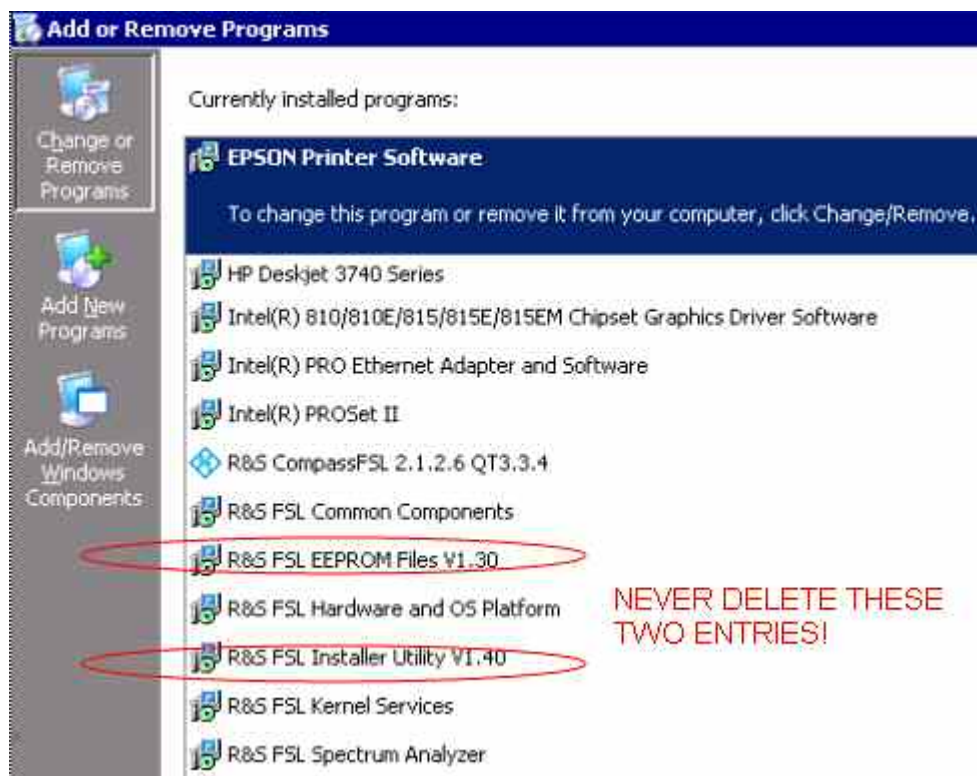 Add or Remove Programs
Change or
Remove
Programs
Add New
Programs
Add/Remove
Windows
Components
Currently installed programs:
EPSON Printer Software
To change this program or remove it from your computer, click Change/Remove.
HP Deskjet 3740 Series
Intel(R) 810/810E/815/815E/815EM Chipset Graphics Driver Software
Intel(R) PRO Ethernet Adapter and Software
Intel(R) PROSet II
R&S CompassFSL 2.1.2.6 QT3.3.4
R&S FSL Common Components
R&S FSL EEPROM Files V1.30
R&S FSL Hardware and OS Platform
R&S FSL Installer Utility V1.40
R&S FSL Kernel Services
R&S FSL Spectrum Analyzer
NEVER DELETE THESE
TWO ENTRIES!